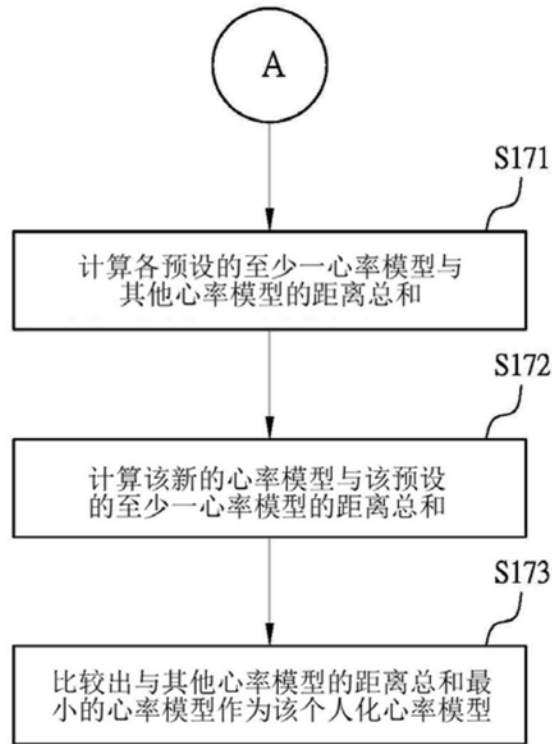 A
S171
计算各预设的至少一心率模型与
其他心率模型的距离总和
S172
计算该新的心率模型与该预设
的至少一心率模型的距离总和
S173
比较出与其他心率模型的距离总和最
小的心率模型作为该个人化心率模型